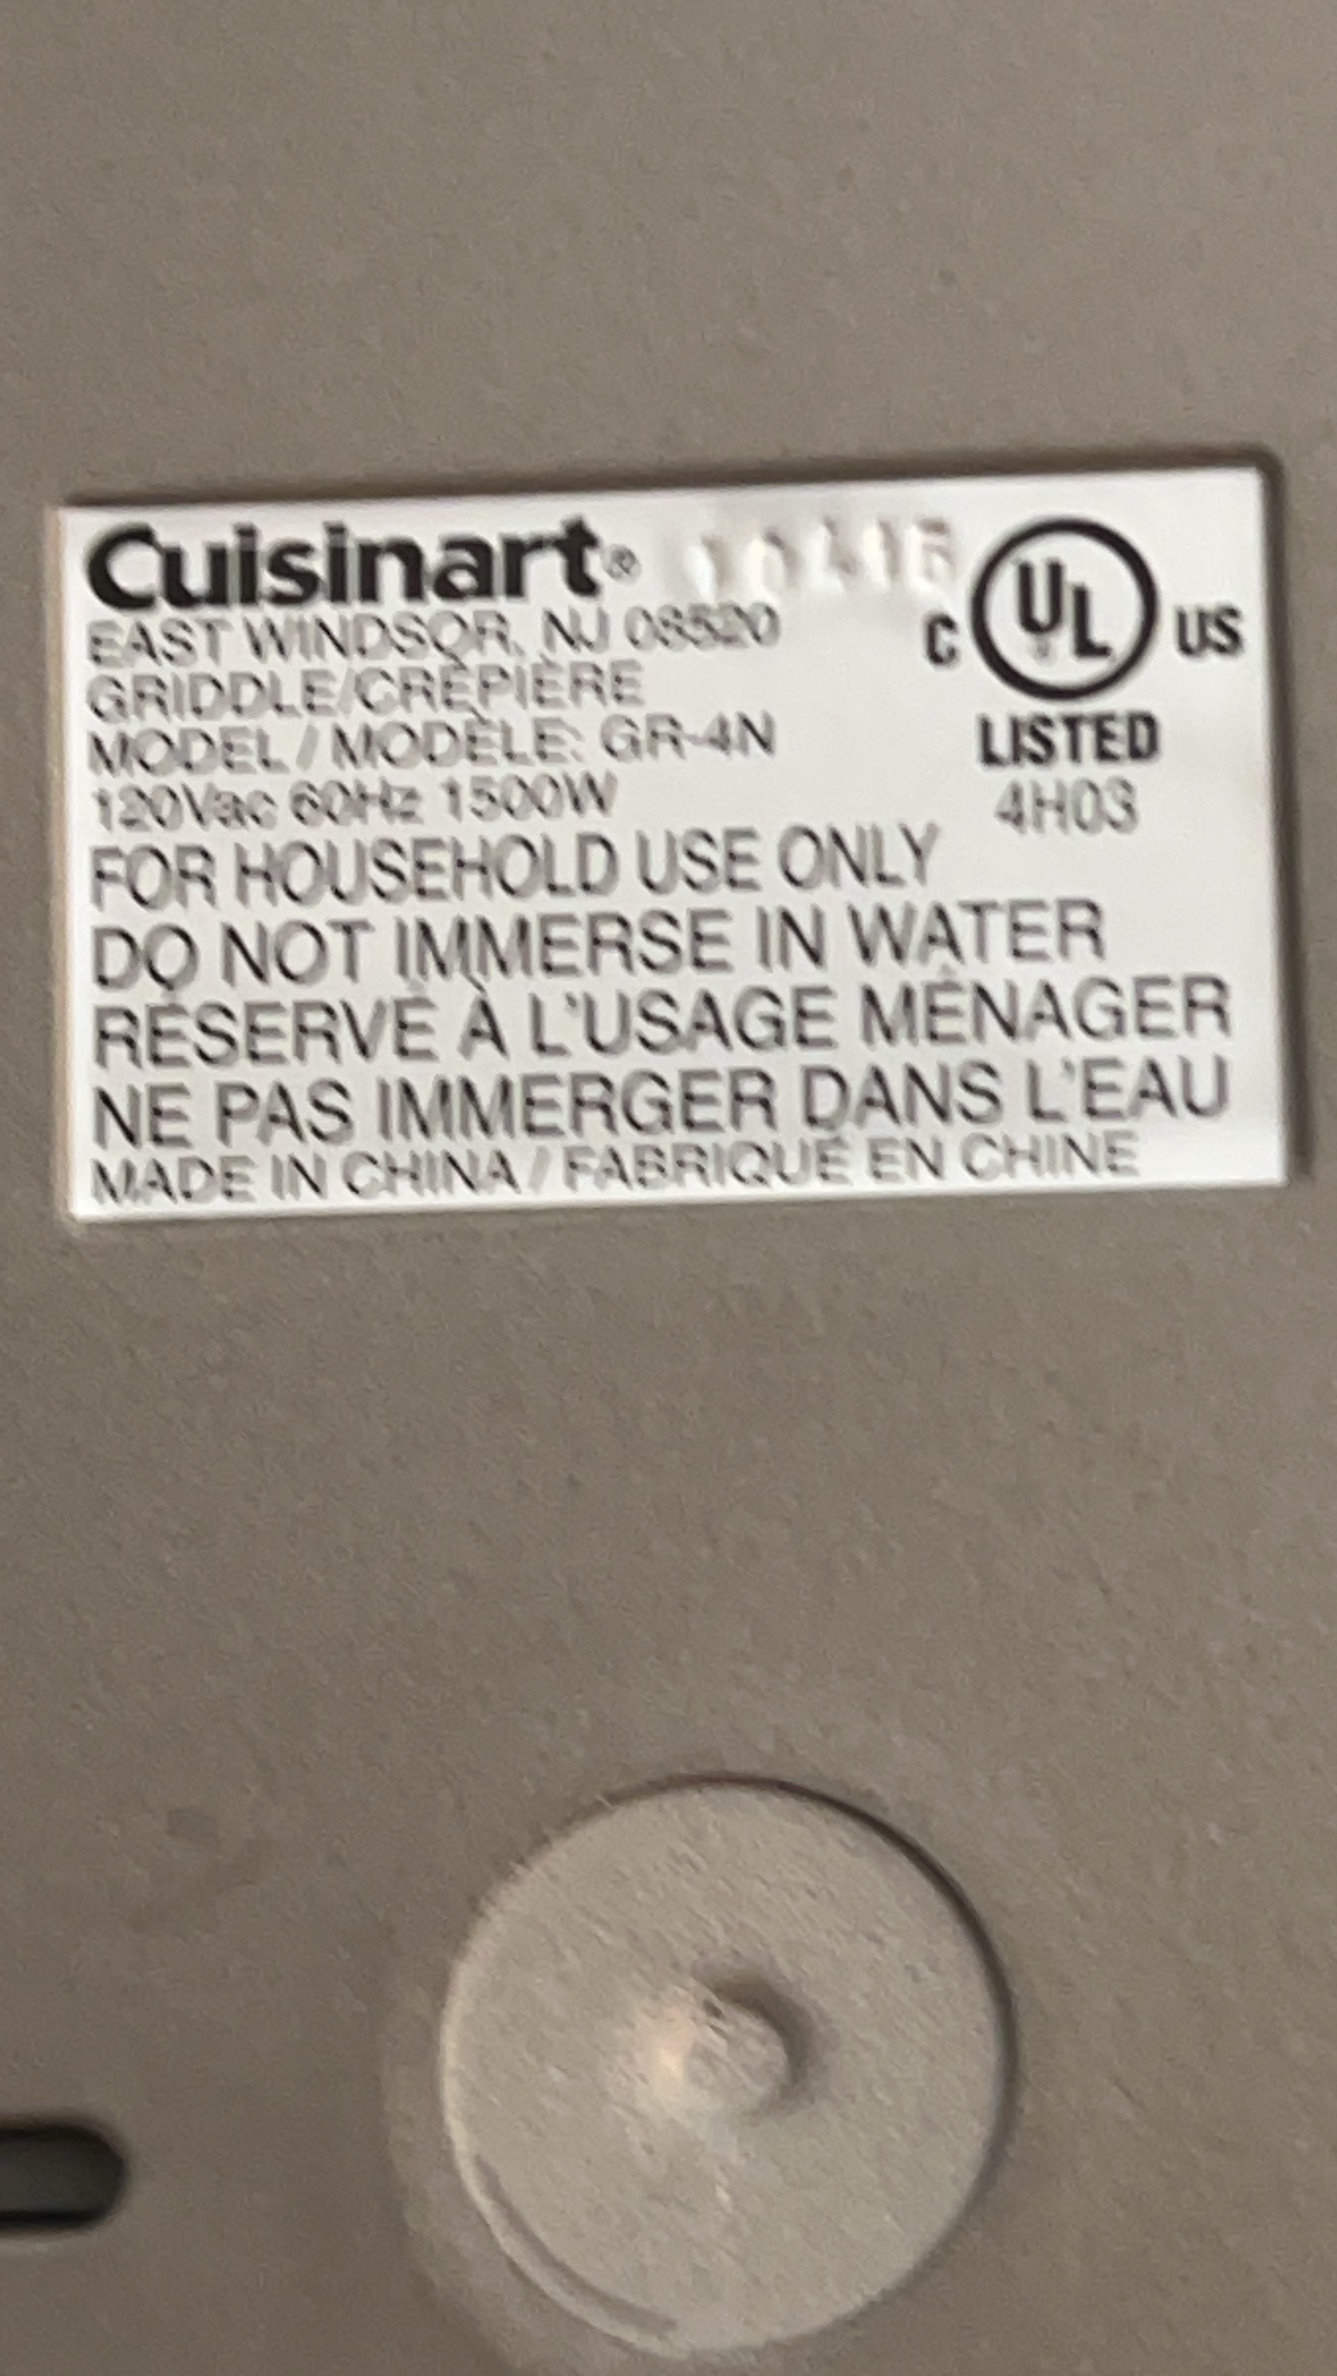 Cuisinart®
EAST WINDSOR, NJ 08520
GRIDDLE/CRÊPIÈRE
MODEL / MODÈLE: GR-4N
120Vac 60Hz 1500W
C UL US
LISTED
4H03
FOR HOUSEHOLD USE ONLY
DO NOT IMMERSE IN WATER
RÉSERVÉ À L'USAGE MÉNAGER
NE PAS IMMERGER DANS L'EAU
MADE IN CHINA / FABRIQUÉ EN CHINE